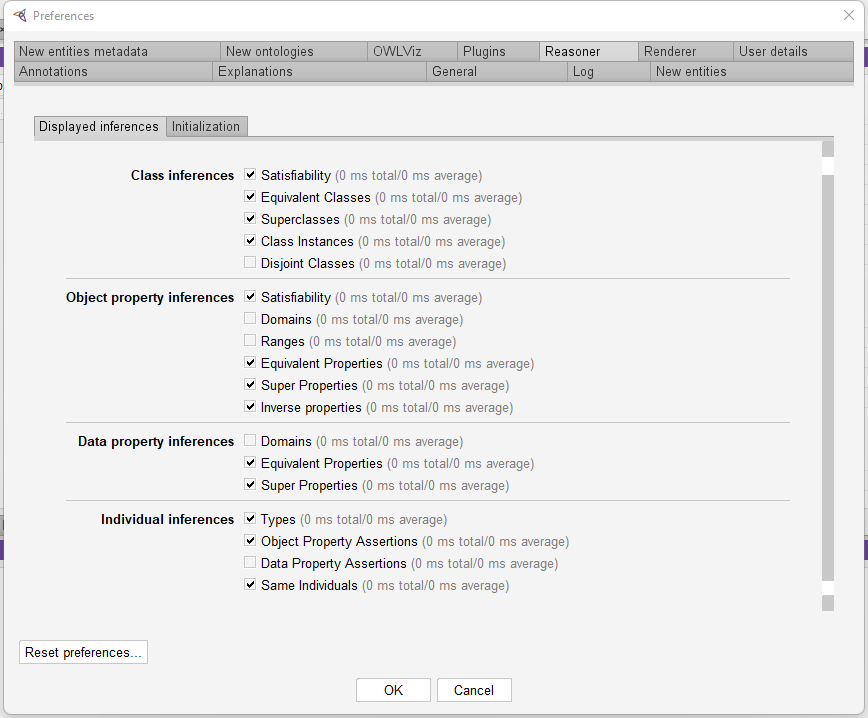 Preferences
New entities metadata New ontologies OWLViz Plugins Reasoner Renderer User details
Annotations Explanations General Log New entities
Displayed inferences Initialization
Class inferences Satisfiability (0 ms total/0 ms average)
Equivalent Classes (0 ms total/0 ms average)
Superclasses (0 ms total/0 ms average)
Class Instances (0 ms total/0 ms average)
Disjoint Classes (0 ms total/0 ms average)
Object property inferences Satisfiability (0 ms total/0 ms average)
Domains (0 ms total/0 ms average)
Ranges (0 ms total/0 ms average)
Equivalent Properties (0 ms total/0 ms average)
Super Properties (0 ms total/0 ms average)
Inverse properties (0 ms total/0 ms average)
Data property inferences Domains (0 ms total/0 ms average)
Equivalent Properties (0 ms total/0 ms average)
Super Properties (0 ms total/0 ms average)
Individual inferences Types (0 ms total/0 ms average)
Object Property Assertions (0 ms total/0 ms average)
Data Property Assertions (0 ms total/0 ms average)
Same Individuals (0 ms total/0 ms average)
Reset preferences...
OK Cancel